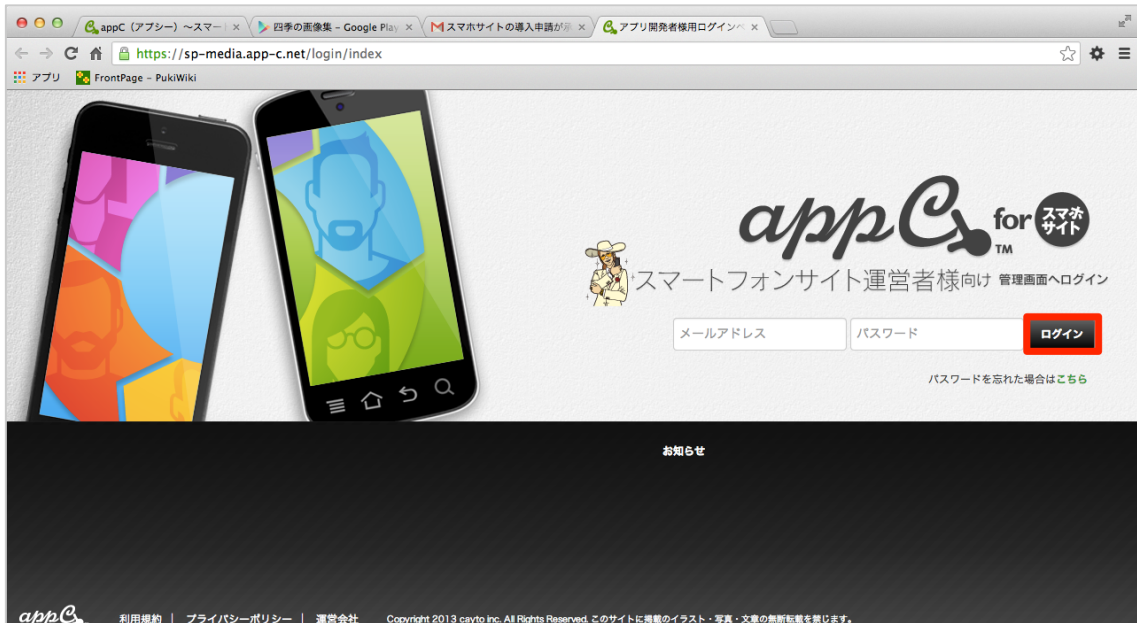 appC（アプシー）〜スマー
四季の画像集 – Google Play
スマホサイトの導入申請が承
アプリ開発者様用ログインペ
https://sp-media.app-c.net/login/index
アプリ
FrontPage – PukiWiki
appC for スマホサイト
TM
スマートフォンサイト運営者様向け 管理画面へログイン
メールアドレス
パスワード
ログイン
パスワードを忘れた場合はこちら
お知らせ
appC
利用規約 | プライバシーポリシー | 運営会社
Copyright 2013 cayto inc. All Rights Reserved. このサイトに掲載のイラスト・写真・文章の無断転載を禁じます。